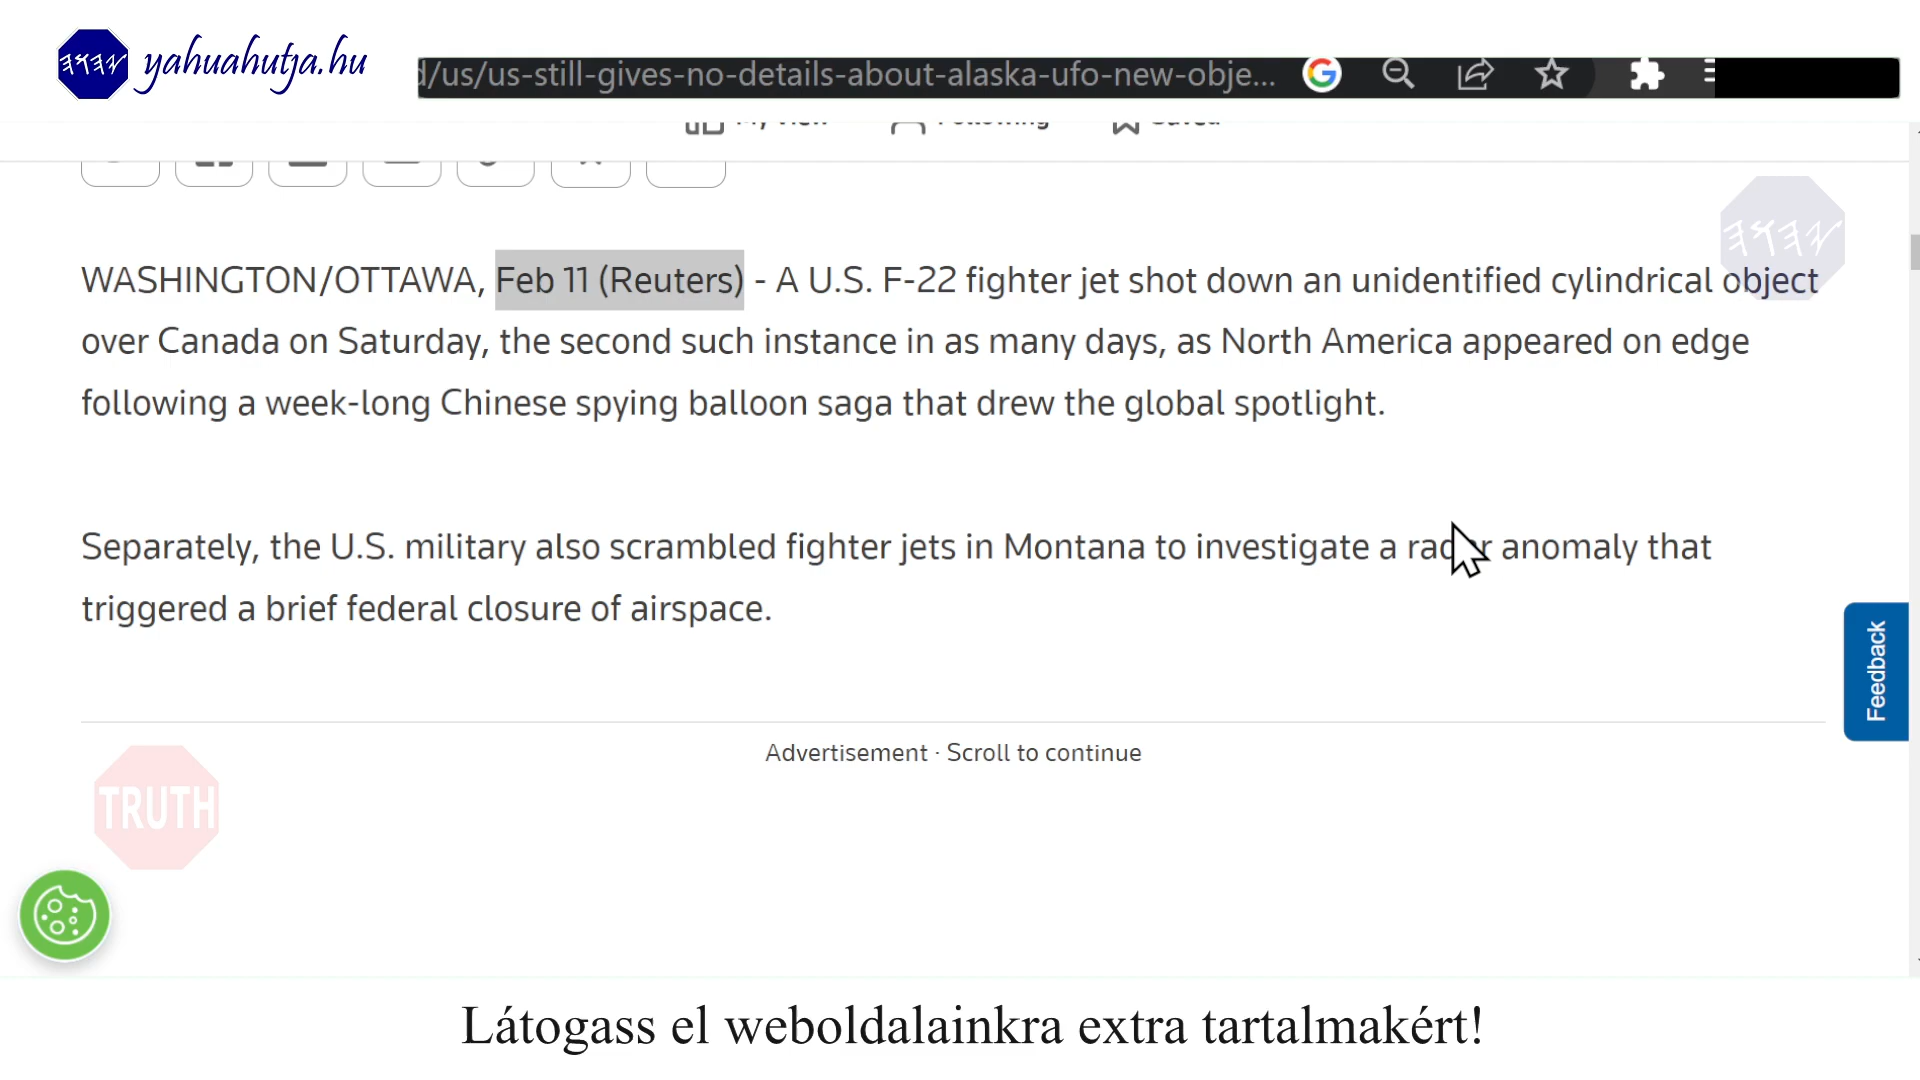 yahuahutja.hu
d/us/us-still-gives-no-details-about-alaska-ufo-new-obje...
My View Following Saved
WASHINGTON/OTTAWA, Feb 11 (Reuters) - A U.S. F-22 fighter jet shot down an unidentified cylindrical object
over Canada on Saturday, the second such instance in as many days, as North America appeared on edge
following a week-long Chinese spying balloon saga that drew the global spotlight.
Separately, the U.S. military also scrambled fighter jets in Montana to investigate a radar anomaly that
triggered a brief federal closure of airspace.
Feedback
Advertisement · Scroll to continue
TRUTH
Látogass el weboldalainkra extra tartalmakért!